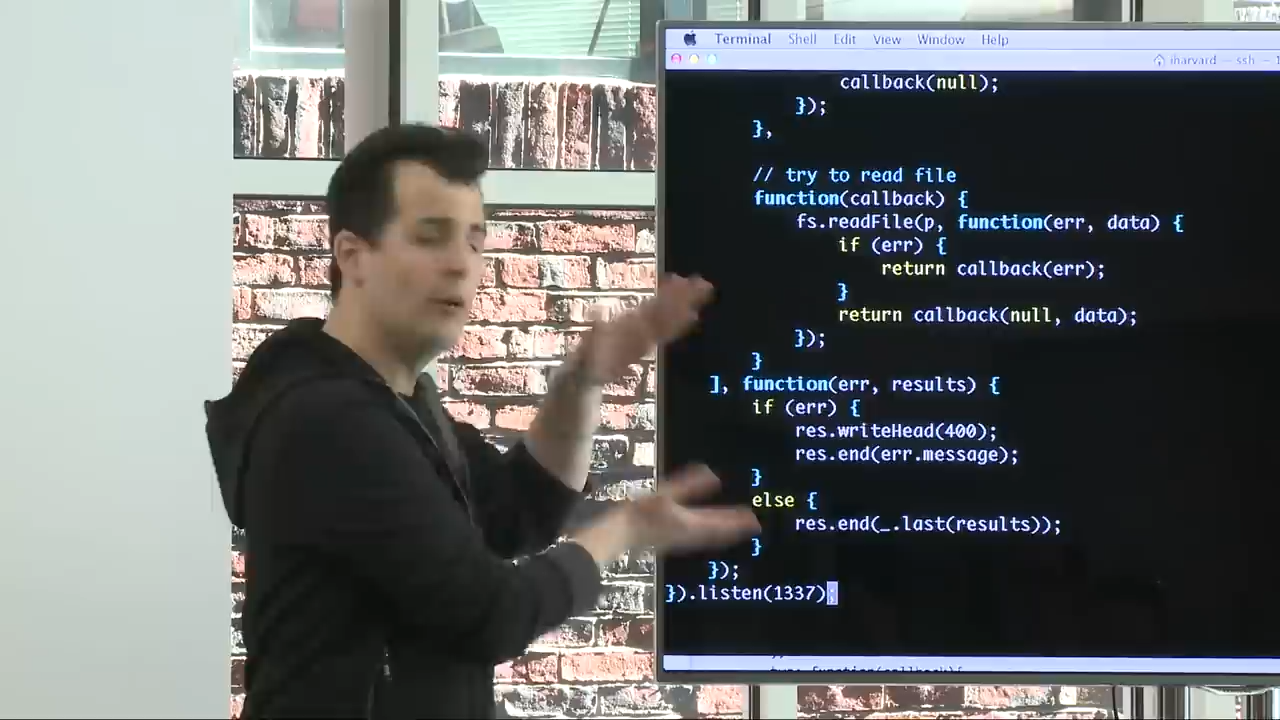 Terminal Shell Edit View Window Help
iharvard — ssh — 1
callback(null);
});
},
// try to read file
function(callback) {
fs.readFile(p, function(err, data) {
if (err) {
return callback(err);
}
return callback(null, data);
});
}
], function(err, results) {
if (err) {
res.writeHead(400);
res.end(err.message);
}
else {
res.end(_.last(results));
}
});
}).listen(1337);